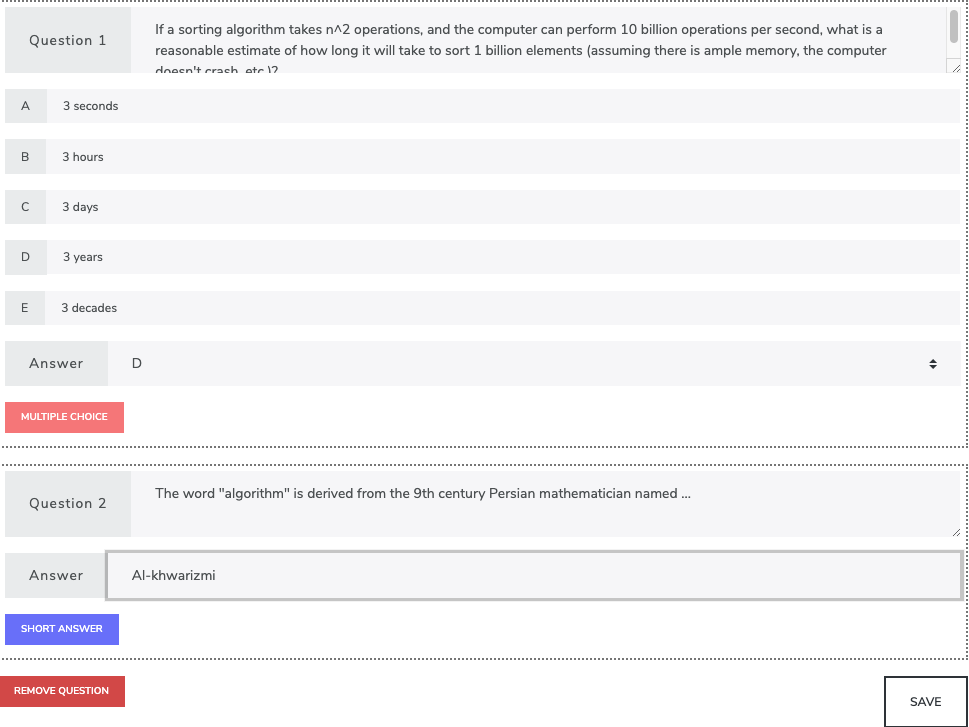 Question 1
If a sorting algorithm takes n^2 operations, and the computer can perform 10 billion operations per second, what is a
reasonable estimate of how long it will take to sort 1 billion elements (assuming there is ample memory, the computer
doesn't crash, etc.)?
A 3 seconds
B 3 hours
C 3 days
D 3 years
E 3 decades
Answer D
MULTIPLE CHOICE
Question 2
The word "algorithm" is derived from the 9th century Persian mathematician named ...
Answer Al-khwarizmi
SHORT ANSWER
REMOVE QUESTION
SAVE